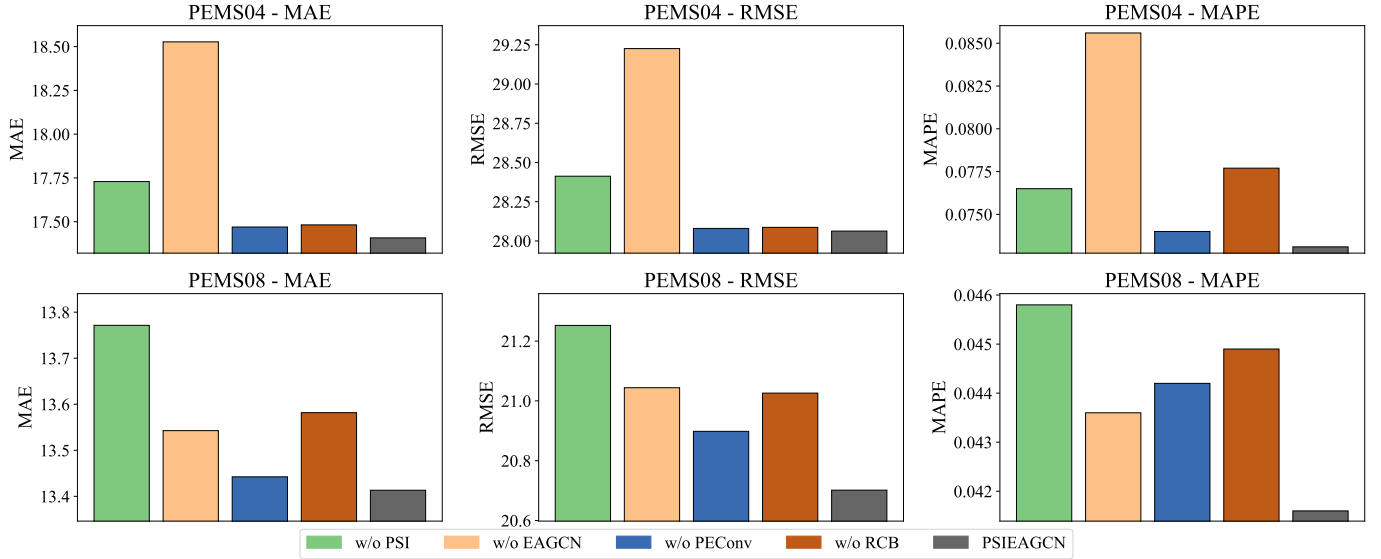 PEMS04 - MAE
MAE
18.50
18.25
18.00
17.75
17.50
PEMS04 - RMSE
RMSE
29.25
29.00
28.75
28.50
28.25
28.00
PEMS04 - MAPE
MAPE
0.0850
0.0825
0.0800
0.0775
0.0750
PEMS08 - MAE
MAE
13.8
13.7
13.6
13.5
13.4
PEMS08 - RMSE
RMSE
21.2
21.0
20.8
20.6
PEMS08 - MAPE
MAPE
0.046
0.045
0.044
0.043
0.042
w/o PSI w/o EAGCN w/o PEConv w/o RCB PSIEAGCN